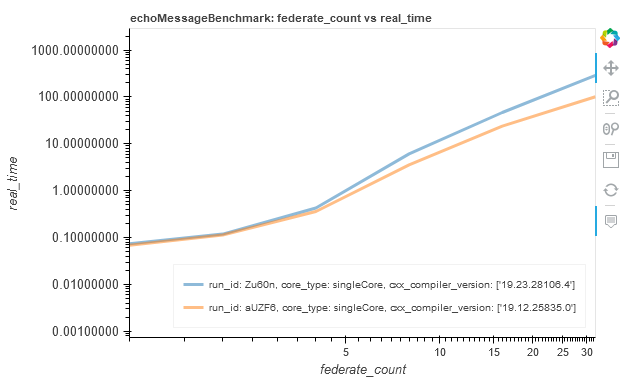 echoMessageBenchmark: federate_count vs real_time
1000.00000000
100.00000000
10.00000000
1.00000000
0.10000000
0.01000000
0.00100000
real_time
run_id: Zu60n, core_type: singleCore, cxx_compiler_version: ['19.23.28106.4']
run_id: aUZF6, core_type: singleCore, cxx_compiler_version: ['19.12.25835.0']
5 10 15 20 25 30
federate_count